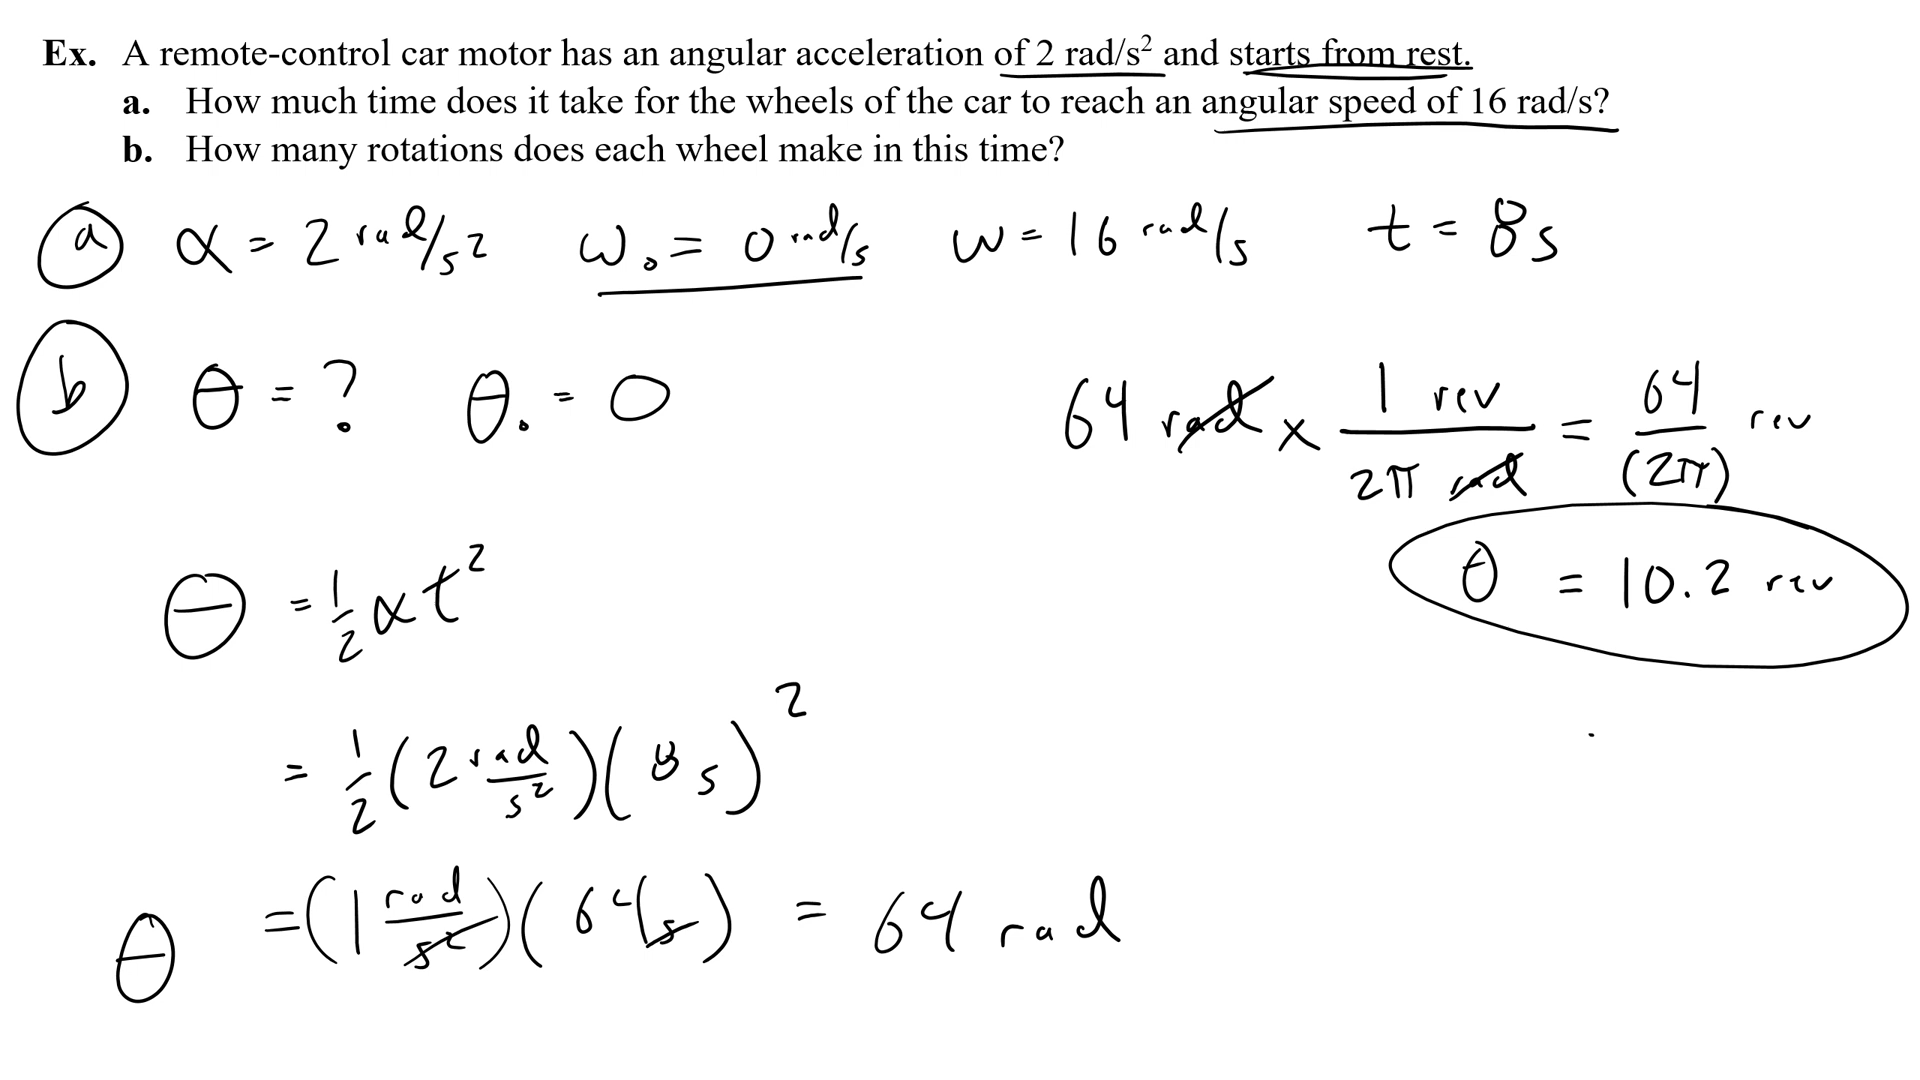 Ex. A remote-control car motor has an angular acceleration of 2 rad/s² and starts from rest.
a. How much time does it take for the wheels of the car to reach an angular speed of 16 rad/s?
b. How many rotations does each wheel make in this time?
a α = 2 rad/s² ω₀ = 0 rad/s ω = 16 rad/s t = 8s
b θ = ? θ₀ = 0
64 rad x 1 rev / 2π rad = 64 / (2π) rev
θ = 10.2 rev
θ = 1/2 α t²
= 1/2 (2 rad/s²)(8 s)²
θ = (1 rad/s²)(64 s) = 64 rad